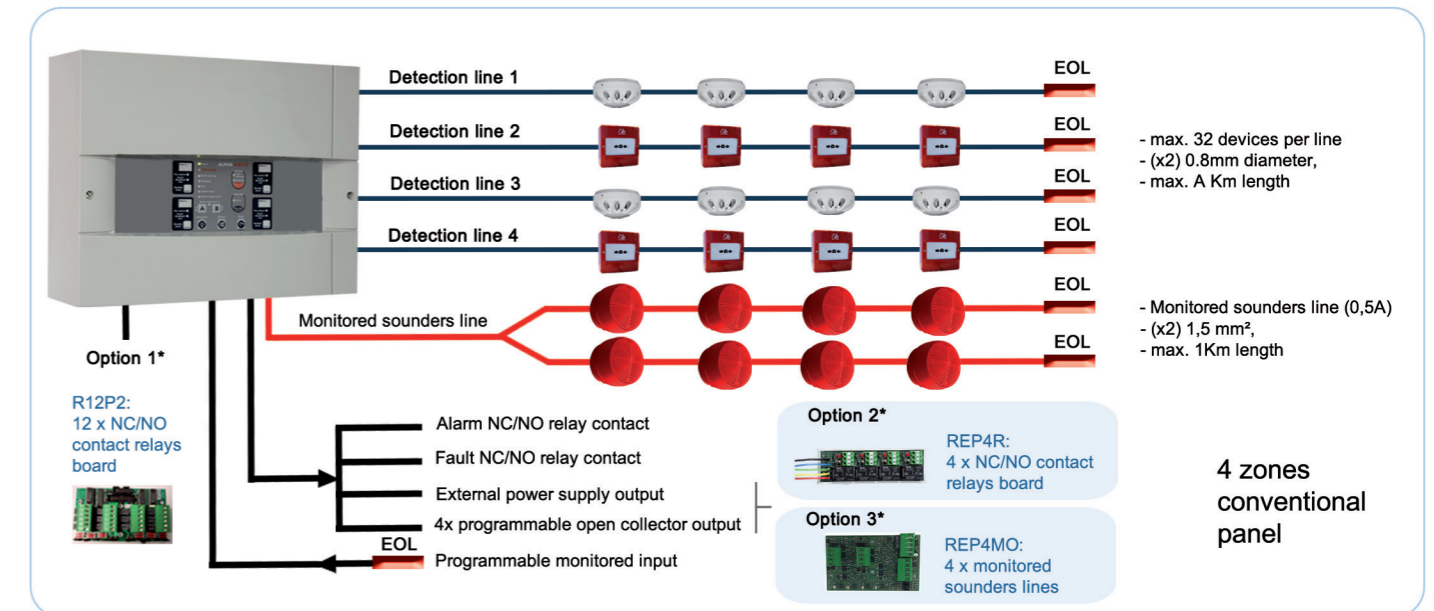 Detection line 1
EOL
Detection line 2
EOL
- max. 32 devices per line
- (x2) 0.8mm diameter,
- max. A Km length
Detection line 3
EOL
Detection line 4
EOL
Monitored sounders line
EOL
- Monitored sounders line (0,5A)
- (x2) 1,5 mm²,
- max. 1Km length
EOL
Option 1*
R12P2:
12 x NC/NO
contact relays
board
Alarm NC/NO relay contact
Fault NC/NO relay contact
External power supply output
4x programmable open collector output
EOL
Programmable monitored input
Option 2*
REP4R:
4 x NC/NO contact
relays board
Option 3*
REP4MO:
4 x monitored
sounders lines
4 zones
conventional
panel